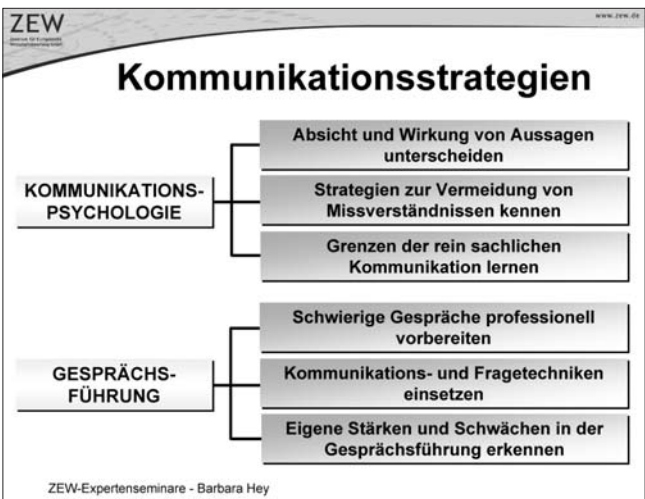 ZEW
www.zew.de
Kommunikationsstrategien
KOMMUNIKATIONS-
PSYCHOLOGIE
Absicht und Wirkung von Aussagen
unterscheiden
Strategien zur Vermeidung von
Missverständnissen kennen
Grenzen der rein sachlichen
Kommunikation lernen
GESPRÄCHS-
FÜHRUNG
Schwierige Gespräche professionell
vorbereiten
Kommunikations- und Fragetechniken
einsetzen
Eigene Stärken und Schwächen in der
Gesprächsführung erkennen
ZEW-Expertenseminare - Barbara Hey